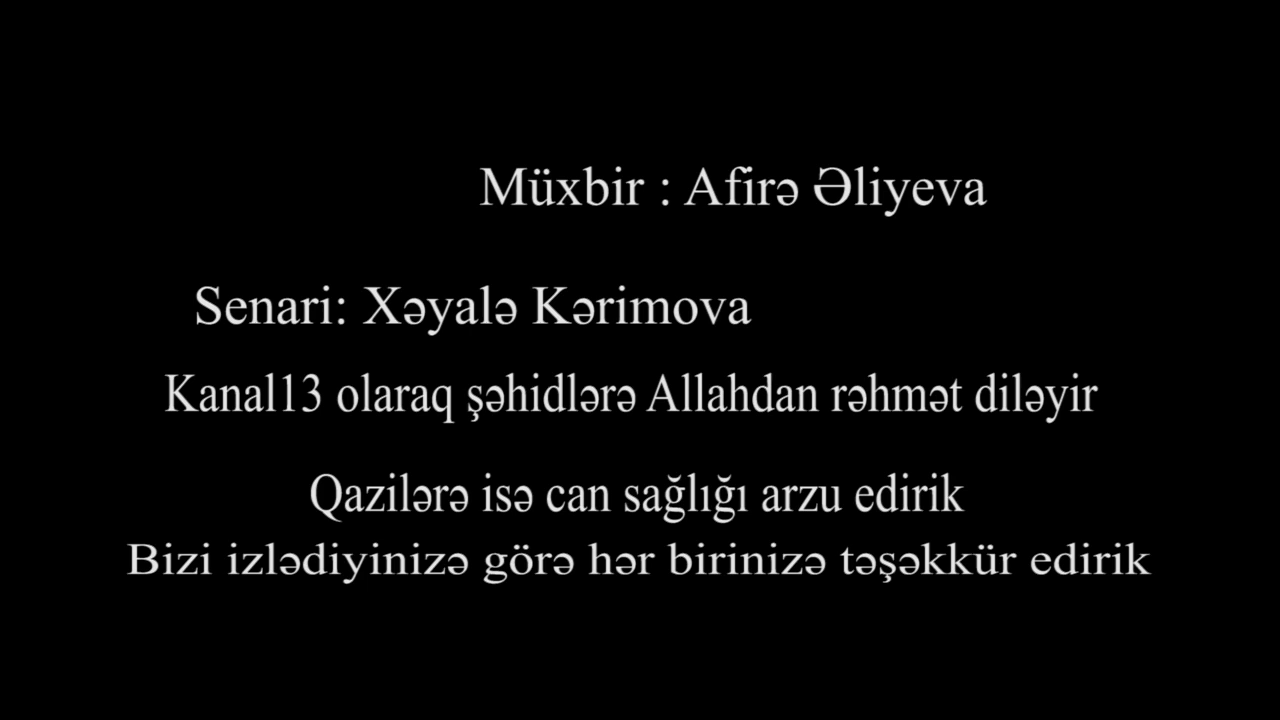 Müxbir : Afirə Əliyeva
Senari: Xəyalə Kərimova
Kanal13 olaraq şəhidlərə Allahdan rəhmət diləyir
Qazilərə isə can sağlığı arzu edirik
Bizi izlədiyinizə görə hər birinizə təşəkkür edirik